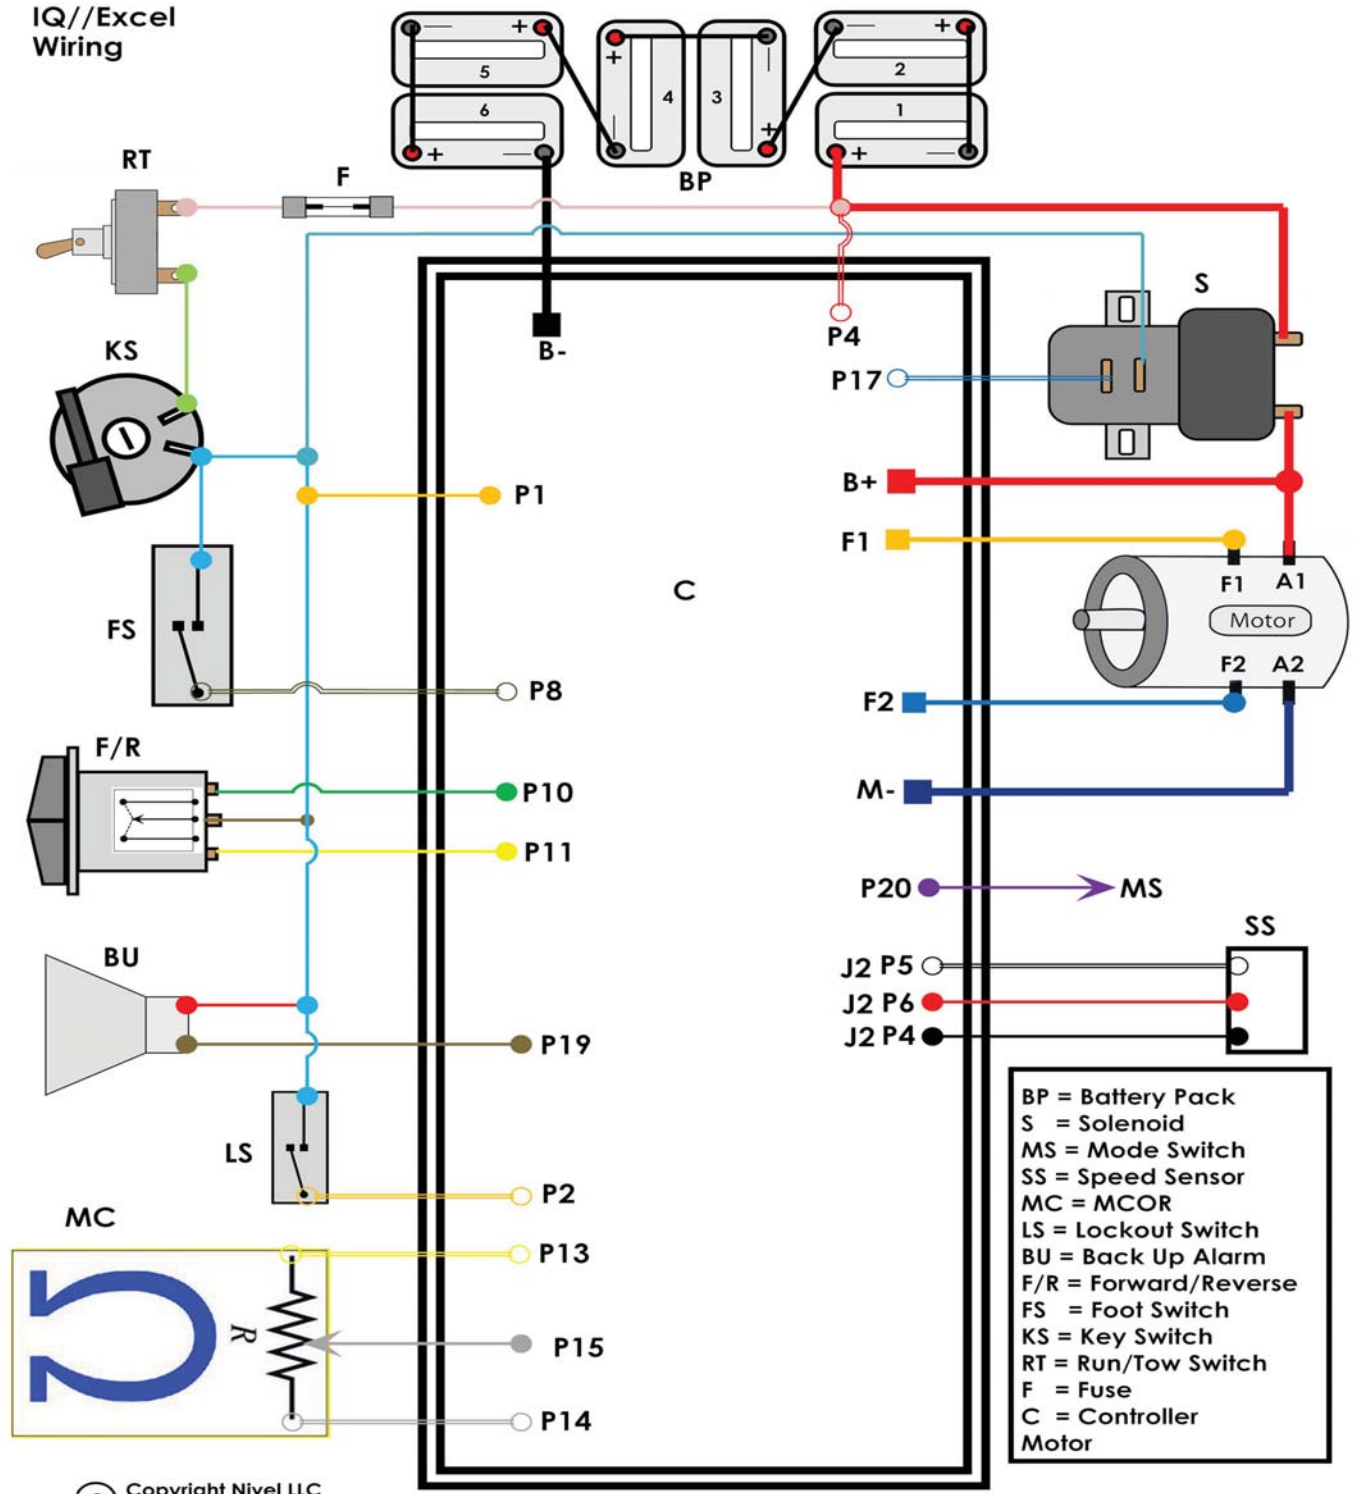 IQ//Excel
Wiring
5
6
4
3
2
1
+
+
+
+
+
+
BP
RT
F
KS
S
B-
P4
P17
P1
B+
F1
F1
A1
C
Motor
FS
P8
F2
F2
A2
F/R
P10
M-
P11
P20
MS
BU
SS
J2 P5
J2 P6
P19
J2 P4
LS
P2
MC
P13
R
P15
P14
BP = Battery Pack
S = Solenoid
MS = Mode Switch
SS = Speed Sensor
MC = MCOR
LS = Lockout Switch
BU = Back Up Alarm
F/R = Forward/Reverse
FS = Foot Switch
KS = Key Switch
RT = Run/Tow Switch
F = Fuse
C = Controller
Motor
Copyright Nivel LLC